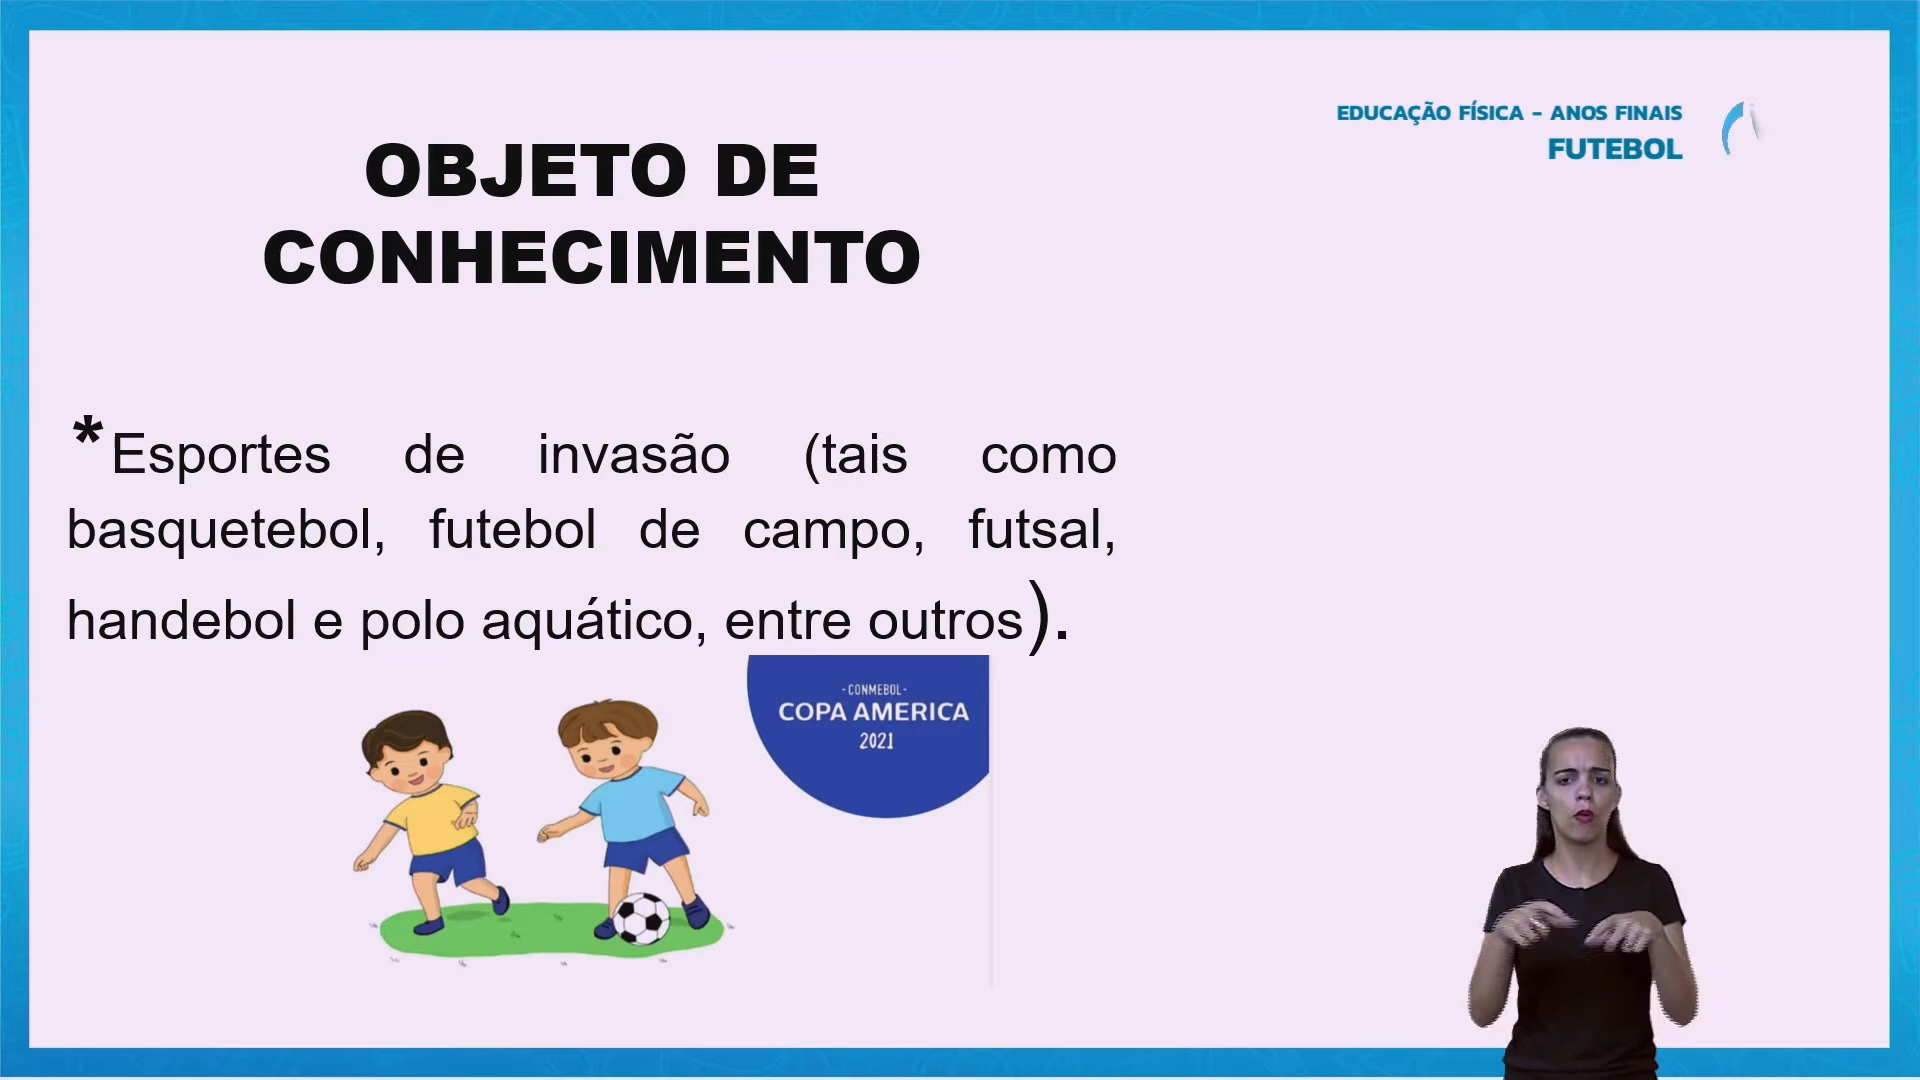 EDUCAÇÃO FÍSICA - ANOS FINAIS
FUTEBOL
OBJETO DE
CONHECIMENTO
*Esportes de invasão (tais como
basquetebol, futebol de campo, futsal,
handebol e polo aquático, entre outros).
-CONMEBOL-
COPA AMERICA
2021